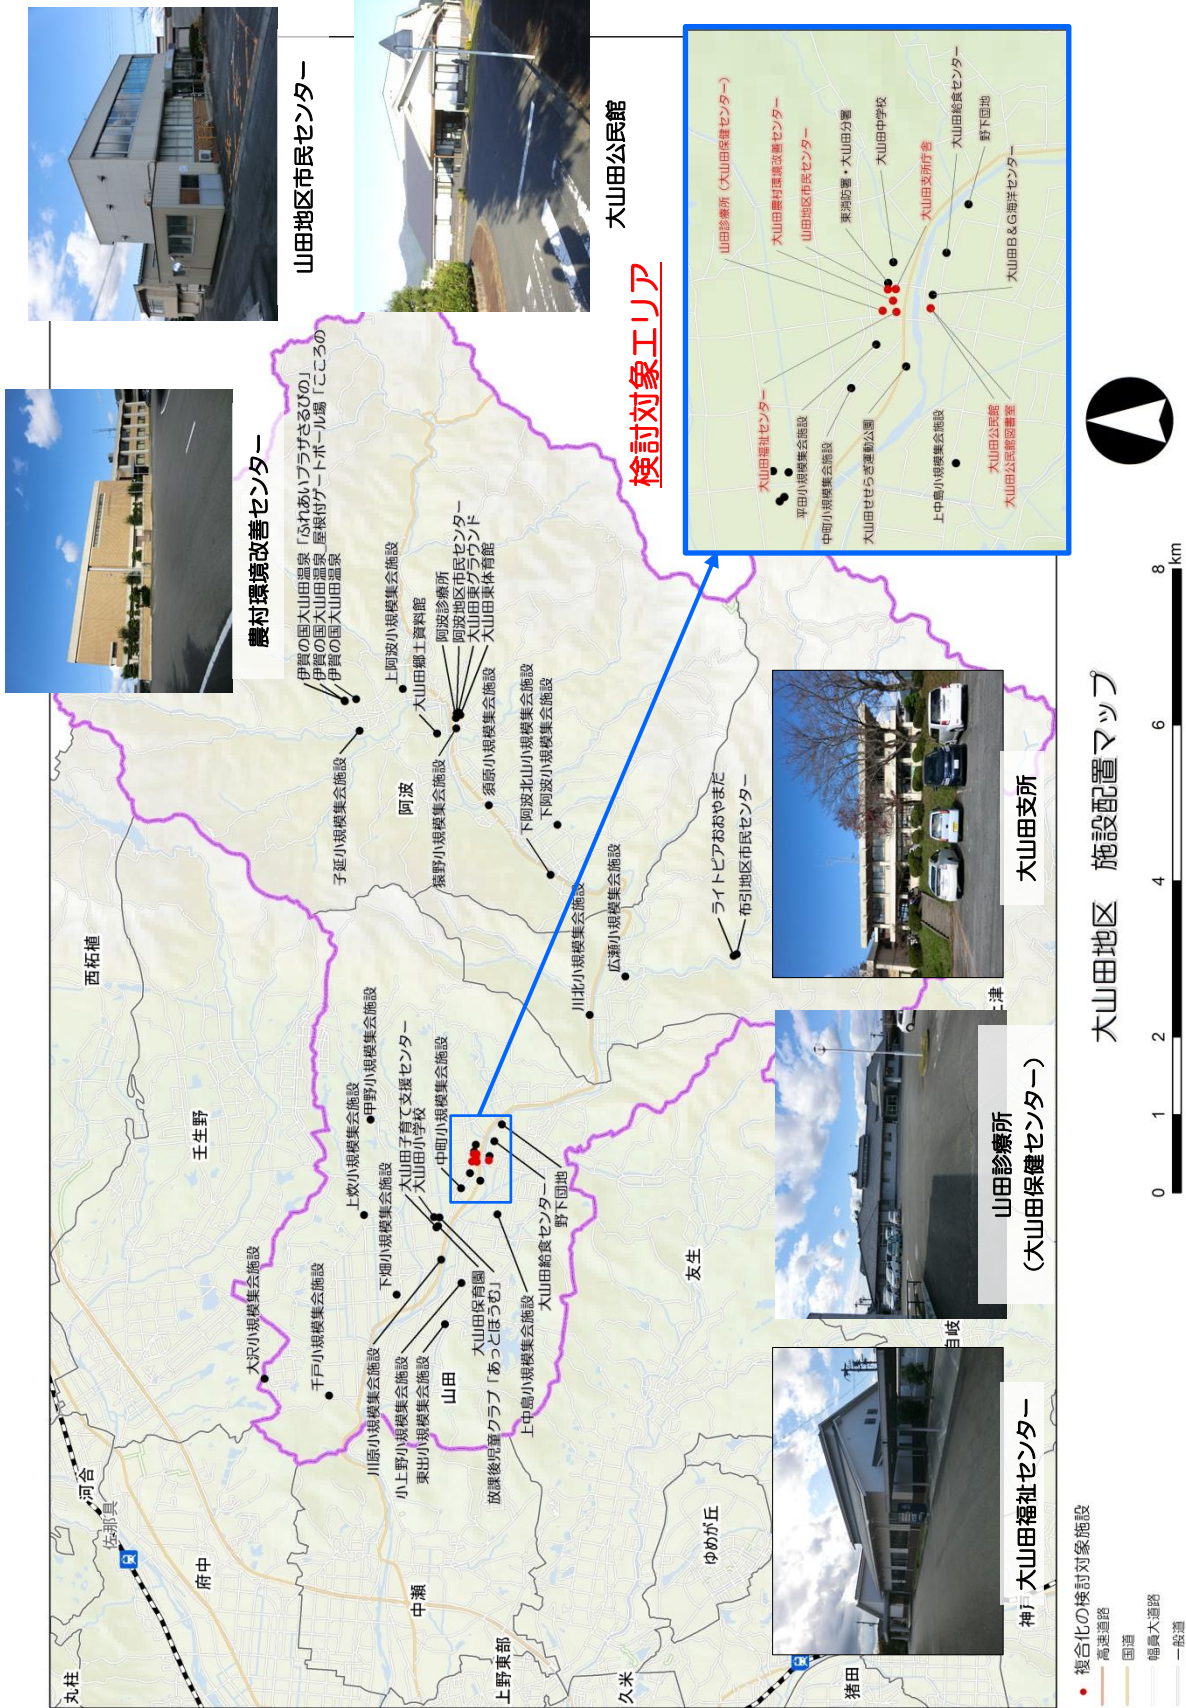 大山田地区　施設配置マップ
検討対象エリア
山田地区市民センター
大山田公民館
農村環境改善センター
大山田支所
山田診療所
（大山田保健センター）
大山田福祉センター
山田診療所（大山田保健センター）
大山田農村環境改善センター
山田地区市民センター
東消防署・大山田分署
大山田中学校
大山田支所庁舎
大山田給食センター
野下団地
大山田Ｂ＆Ｇ海洋センター
大山田福祉センター
平田小規模集会施設
中町小規模集会施設
大山田せせらぎ運動公園
上中島小規模集会施設
大山田公民館
大山田公民館図書室
伊賀の国大山田温泉「ふれあいプラザさるびの」
伊賀の国大山田温泉_屋根付ゲートボール場「こころの
伊賀の国大山田温泉
上阿波小規模集会施設
大山田郷土資料館
阿波診療所
阿波地区市民センター
大山田東グラウンド
大山田東体育館
子延小規模集会施設
阿波
猿野小規模集会施設
須原小規模集会施設
下阿波北山小規模集会施設
下阿波小規模集会施設
川北小規模集会施設
広瀬小規模集会施設
ライトピアおおやまだ
布引地区市民センター
西柘植
壬生野
上炊小規模集会施設
甲野小規模集会施設
下畑小規模集会施設
大山田子育て支援センター
大山田小学校
中町小規模集会施設
大沢小規模集会施設
千戸小規模集会施設
川原小規模集会施設
小上野小規模集会施設
東出小規模集会施設
山田
大山田保育園
放課後児童クラブ「あっとほうむ」
上中島小規模集会施設
大山田給食センター
野下団地
友生
河合
佐那具
府中
中瀬
ゆめが丘
丸柱
上野東部
久米
猪田
神戸
津
自岐
0 1 2 4 6 8
km
複合化の検討対象施設
高速道路
国道
幅員大道路
一般道